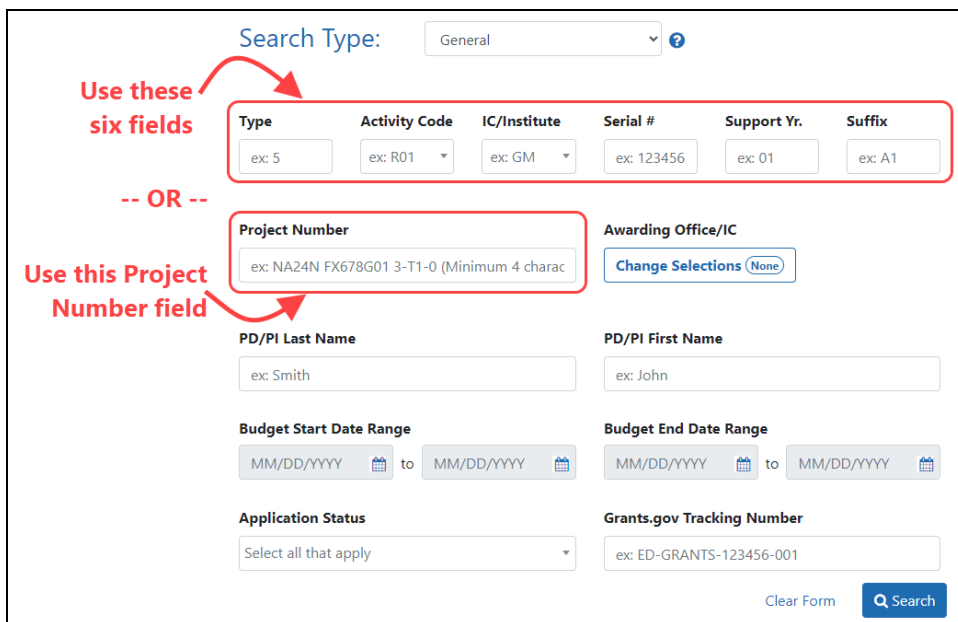 Search Type: General
Use these
six fields
Type Activity Code IC/Institute Serial # Support Yr. Suffix
ex: 5 ex: R01 ex: GM ex: 123456 ex: 01 ex: A1
-- OR --
Project Number Awarding Office/IC
ex: NA24N FX678G01 3-T1-0 (Minimum 4 charac Change Selections (None)
Use this Project
Number field
PD/PI Last Name PD/PI First Name
ex: Smith ex: John
Budget Start Date Range Budget End Date Range
MM/DD/YYYY to MM/DD/YYYY MM/DD/YYYY to MM/DD/YYYY
Application Status Grants.gov Tracking Number
Select all that apply ex: ED-GRANTS-123456-001
Clear Form Search